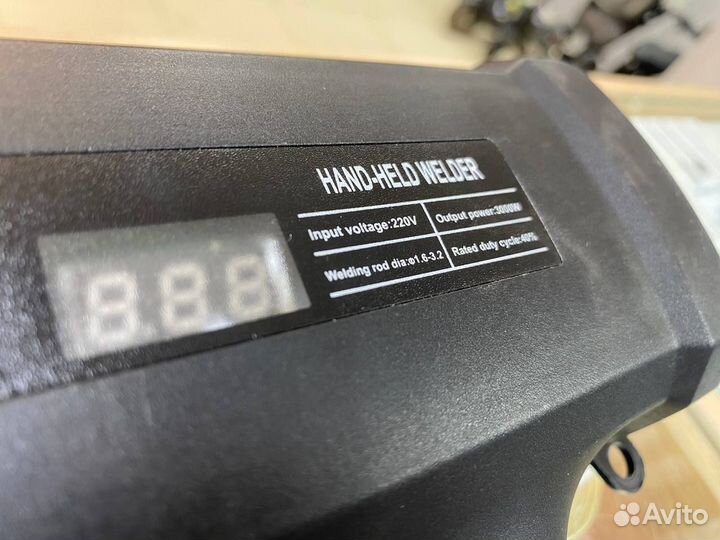 HAND-HELD WELDER
Input voltage:220V Output power:3000W
Welding rod dia:φ1.6-3.2 Rated duty cycle:40%
8.8.8
Avito